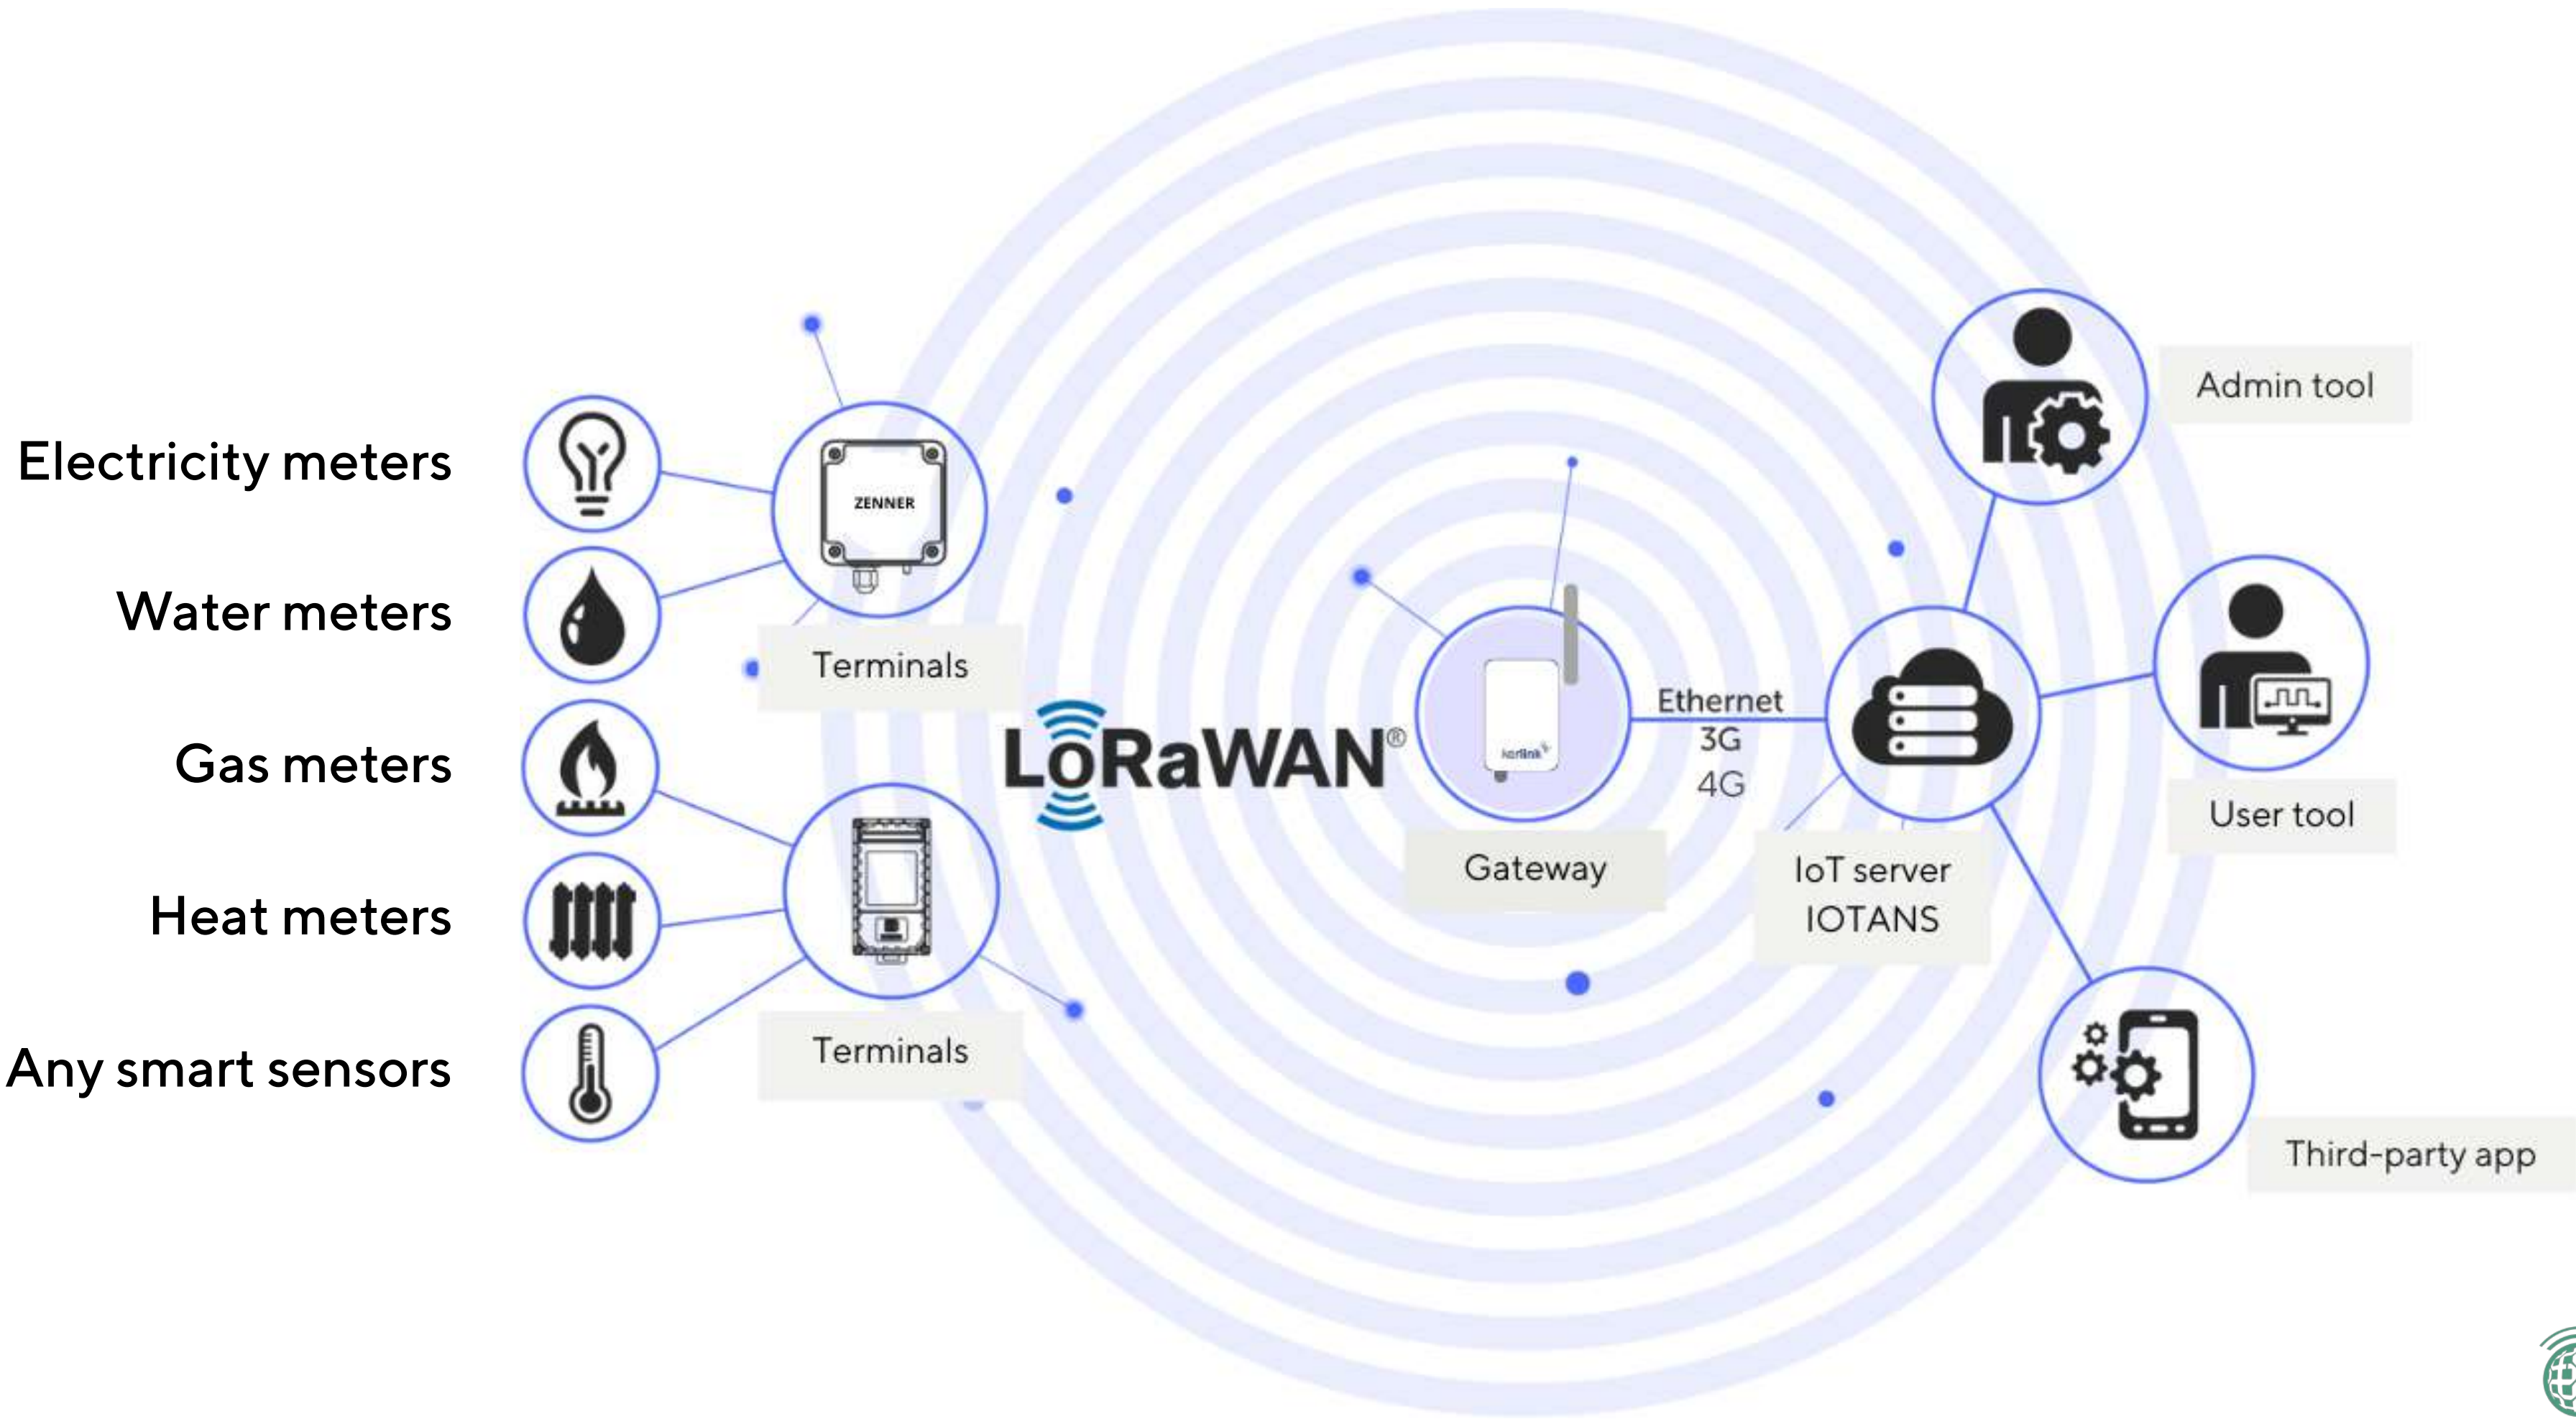 Electricity meters
Water meters
Gas meters
Heat meters
Any smart sensors
ZENNER
Terminals
Terminals
LoRaWAN®
kerlink
Gateway
Ethernet
3G
4G
IoT server
IOTANS
Admin tool
User tool
Third-party app